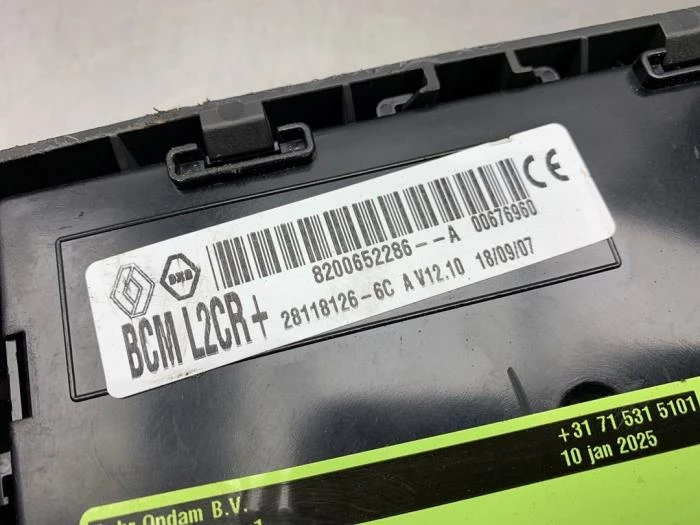 8200652286--A 00676960
BCM L2CR+ 28118126-6C A V12.10 18/09/07
CE
+31 71 531 5101
10 jan 2025
Opdam B.V.